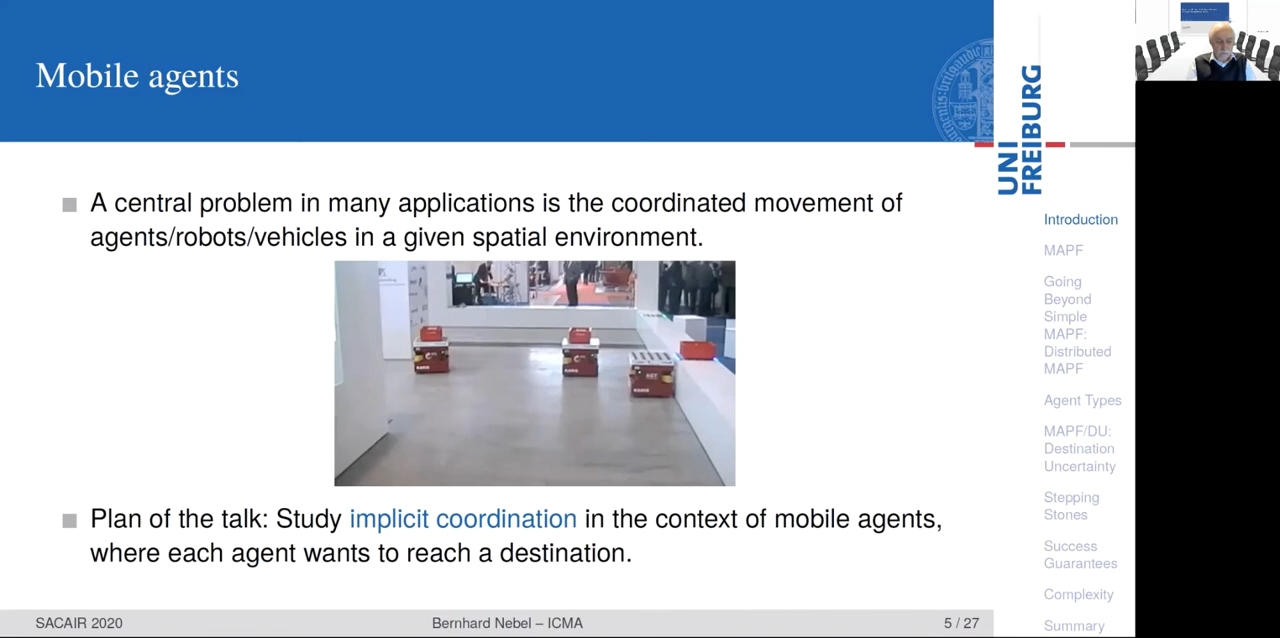 Mobile agents
UNI
FREIBURG
A central problem in many applications is the coordinated movement of
agents/robots/vehicles in a given spatial environment.
Plan of the talk: Study implicit coordination in the context of mobile agents,
where each agent wants to reach a destination.
Introduction
MAPF
Going
Beyond
Simple
MAPF:
Distributed
MAPF
Agent Types
MAPF/DU:
Destination
Uncertainty
Stepping
Stones
Success
Guarantees
Complexity
Summary
SACAIR 2020
Bernhard Nebel – ICMA
5 / 27